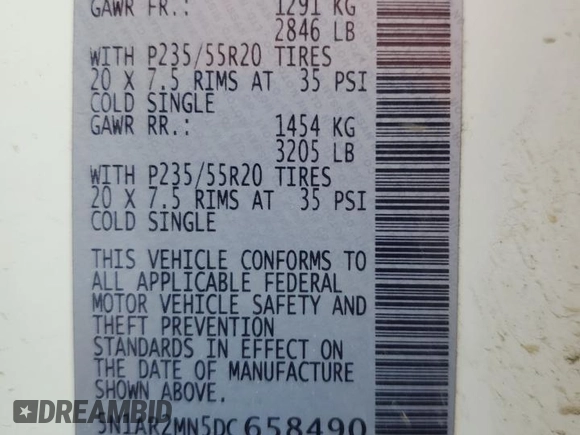 GAWR FR.: 1291 KG
2846 LB
WITH P235/55R20 TIRES
20 X 7.5 RIMS AT 35 PSI
COLD SINGLE
GAWR RR.: 1454 KG
3205 LB
WITH P235/55R20 TIRES
20 X 7.5 RIMS AT 35 PSI
COLD SINGLE
THIS VEHICLE CONFORMS TO
ALL APPLICABLE FEDERAL
MOTOR VEHICLE SAFETY AND
THEFT PREVENTION
STANDARDS IN EFFECT ON
THE DATE OF MANUFACTURE
SHOWN ABOVE.
5N1AR2MN5DC658490
DREAMBID